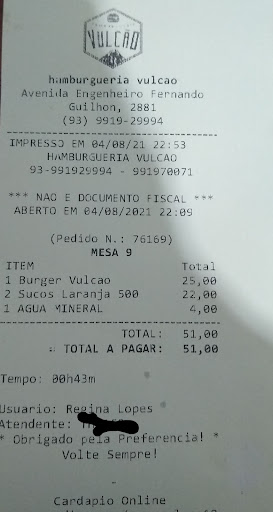 VULCÃO
hamburgueria vulcao
Avenida Engenheiro Fernando
Guilhon, 2881
(93) 9919-29994
IMPRESSO EM 04/08/21 22:53
HAMBURGUERIA VULCAO
93-991929994 - 991970071
*** NAO E DOCUMENTO FISCAL ***
ABERTO EM 04/08/2021 22:09
(Pedido N.: 76169)
MESA 9
ITEM Total
1 Burger Vulcao 25,00
2 Sucos Laranja 500 22,00
1 AGUA MINERAL 4,00
TOTAL: 51,00
= TOTAL A PAGAR: 51,00
Tempo: 00h43m
Usuario: Regina Lopes
Atendente:
* Obrigado pela Preferencia! *
Volte Sempre!
Cardapio Online